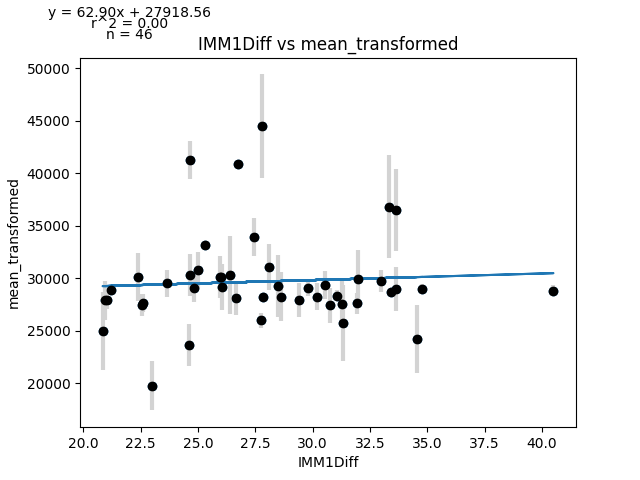 y = 62.90x + 27918.56
r^2 = 0.00
n = 46
IMM1Diff vs mean_transformed
50000
45000
40000
35000
30000
25000
20000
mean_transformed
20.0 22.5 25.0 27.5 30.0 32.5 35.0 37.5 40.0
IMM1Diff